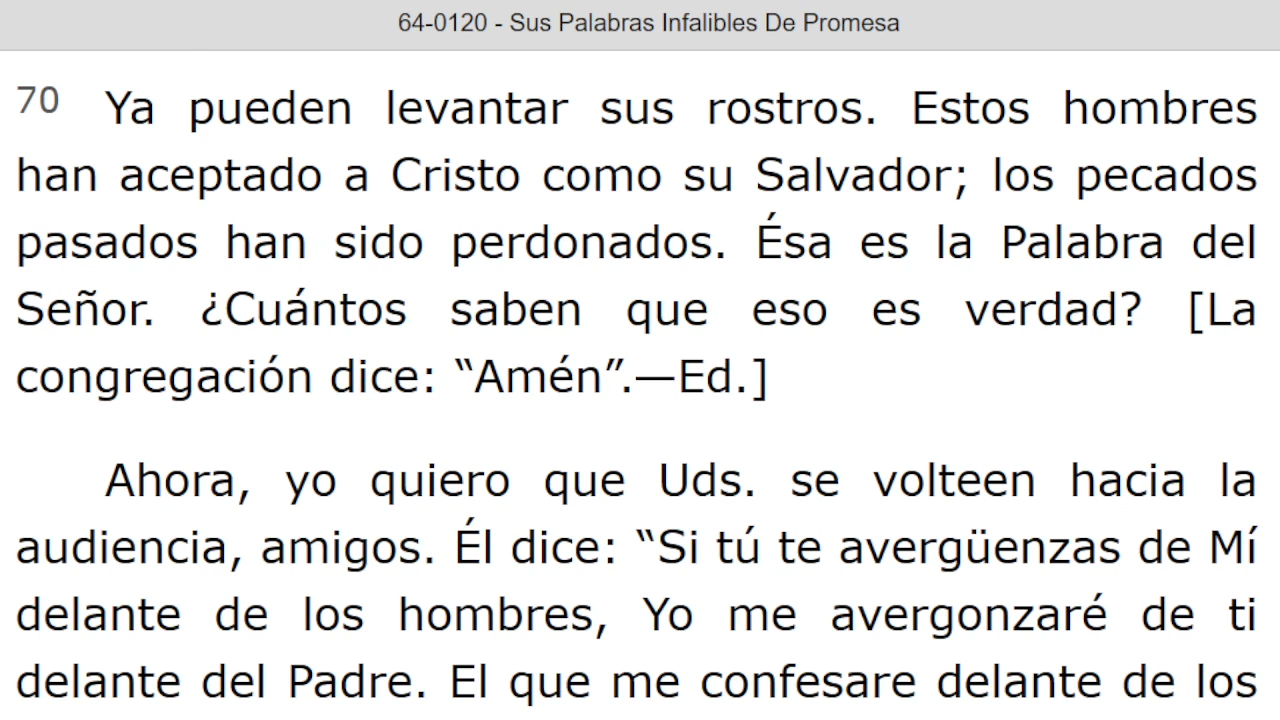 64-0120 - Sus Palabras Infalibles De Promesa
70 Ya pueden levantar sus rostros. Estos hombres
han aceptado a Cristo como su Salvador; los pecados
pasados han sido perdonados. Ésa es la Palabra del
Señor. ¿Cuántos saben que eso es verdad? [La
congregación dice: “Amén”.—Ed.]
Ahora, yo quiero que Uds. se volteen hacia la
audiencia, amigos. Él dice: “Si tú te avergüenzas de Mí
delante de los hombres, Yo me avergonzaré de ti
delante del Padre. El que me confesare delante de los